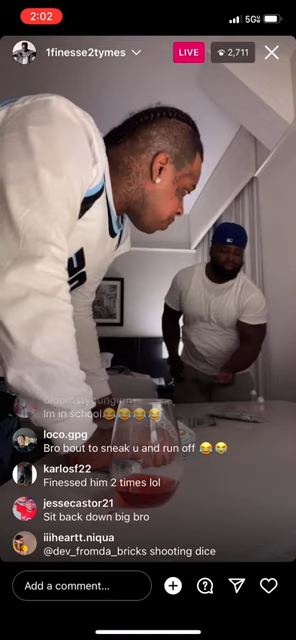 2:02
5G
1finesse2tymes
LIVE
2,711
Im in school😂😂😂😂
loco.gpg
Bro bout to sneak u and run off 😂😭
karlosf22
Finessed him 2 times lol
jessecastor21
Sit back down big bro
iiiheartt.niqua
@dev_fromda_bricks shooting dice
Add a comment...